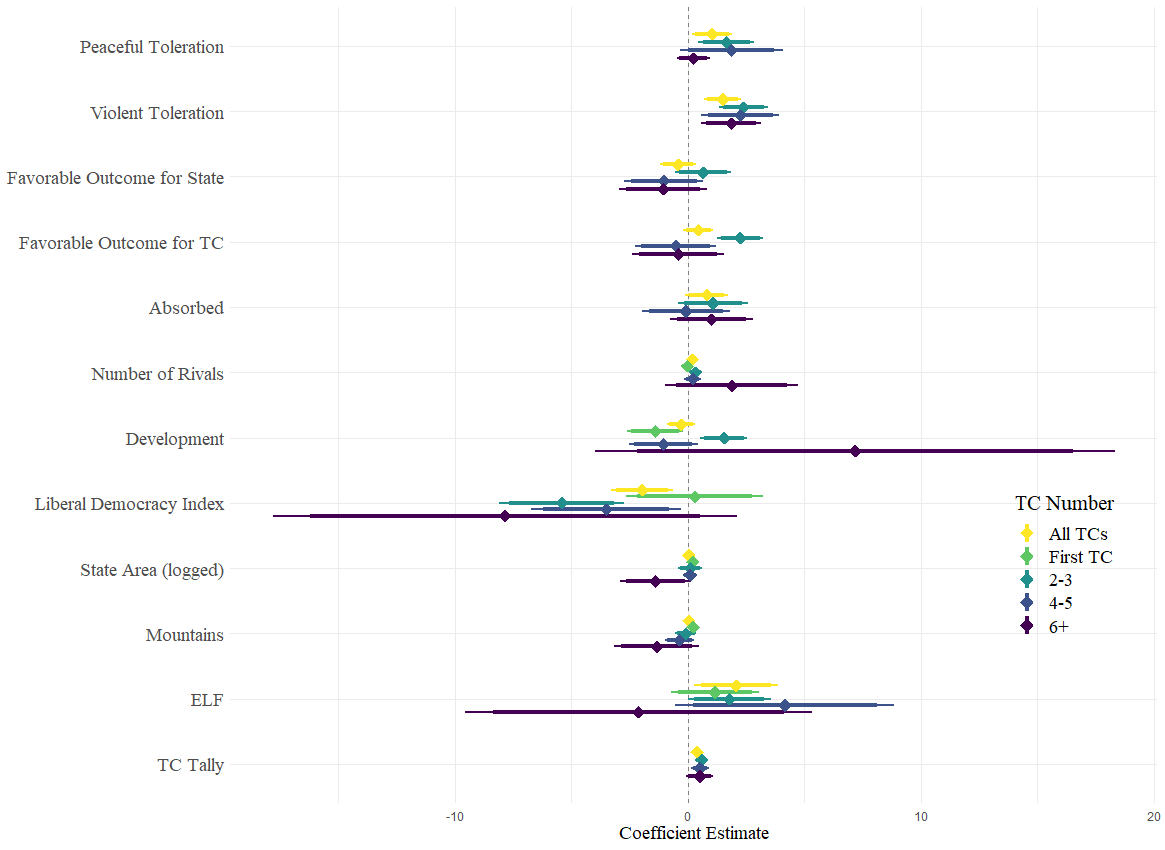 Peaceful Toleration
Violent Toleration
Favorable Outcome for State
Favorable Outcome for TC
Absorbed
Number of Rivals
Development
Liberal Democracy Index
State Area (logged)
Mountains
ELF
TC Tally
TC Number
All TCs
First TC
2-3
4-5
6+
-10 0 10 20
Coefficient Estimate